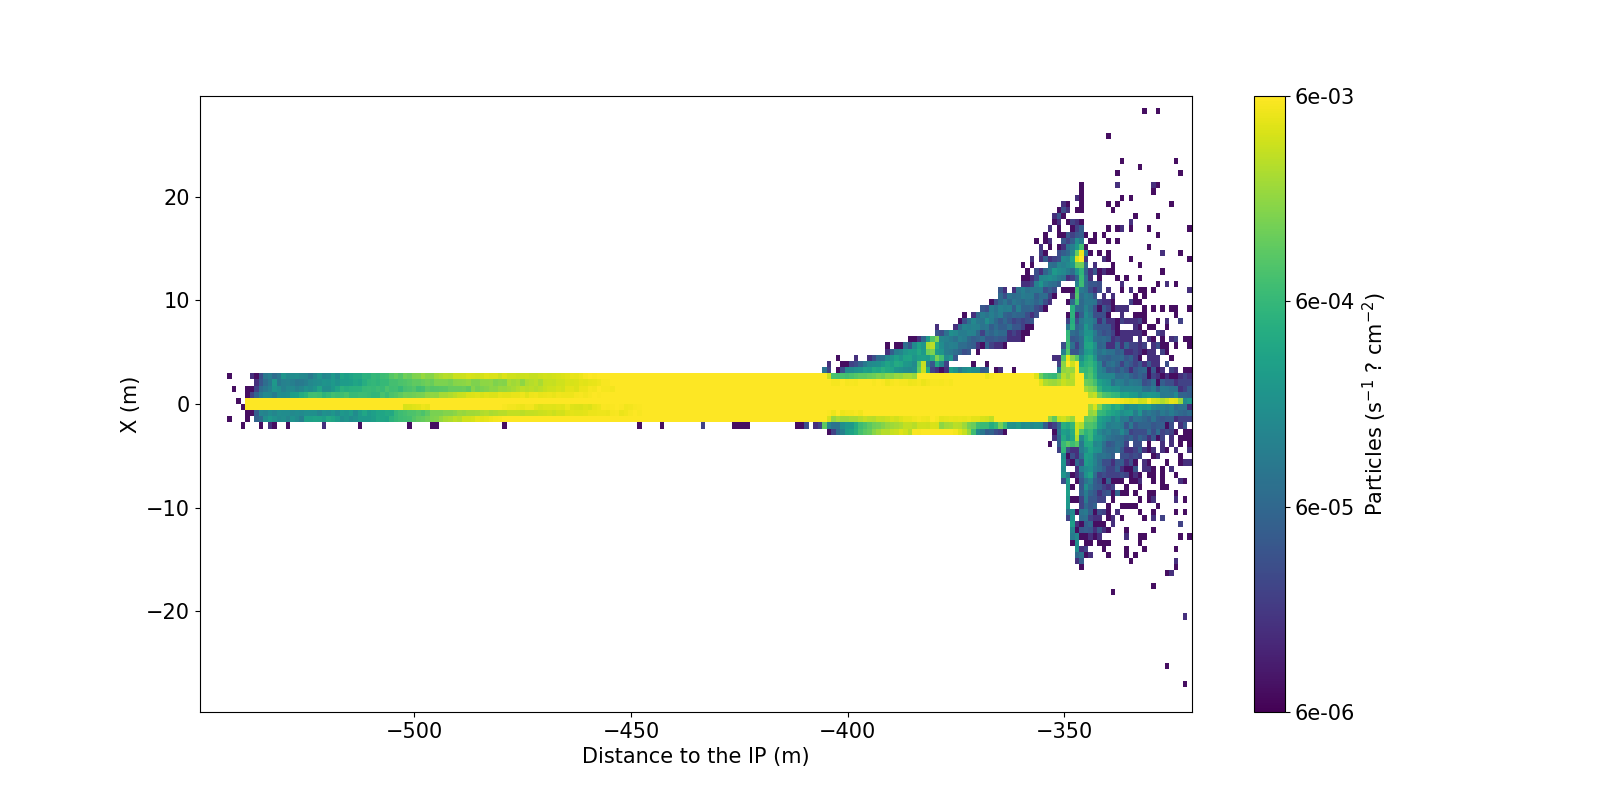 20
10
0
−10
−20
X (m)
−500
−450
−400
−350
Distance to the IP (m)
6e-03
6e-04
6e-05
6e-06
Particles (s⁻¹ ? cm⁻²)